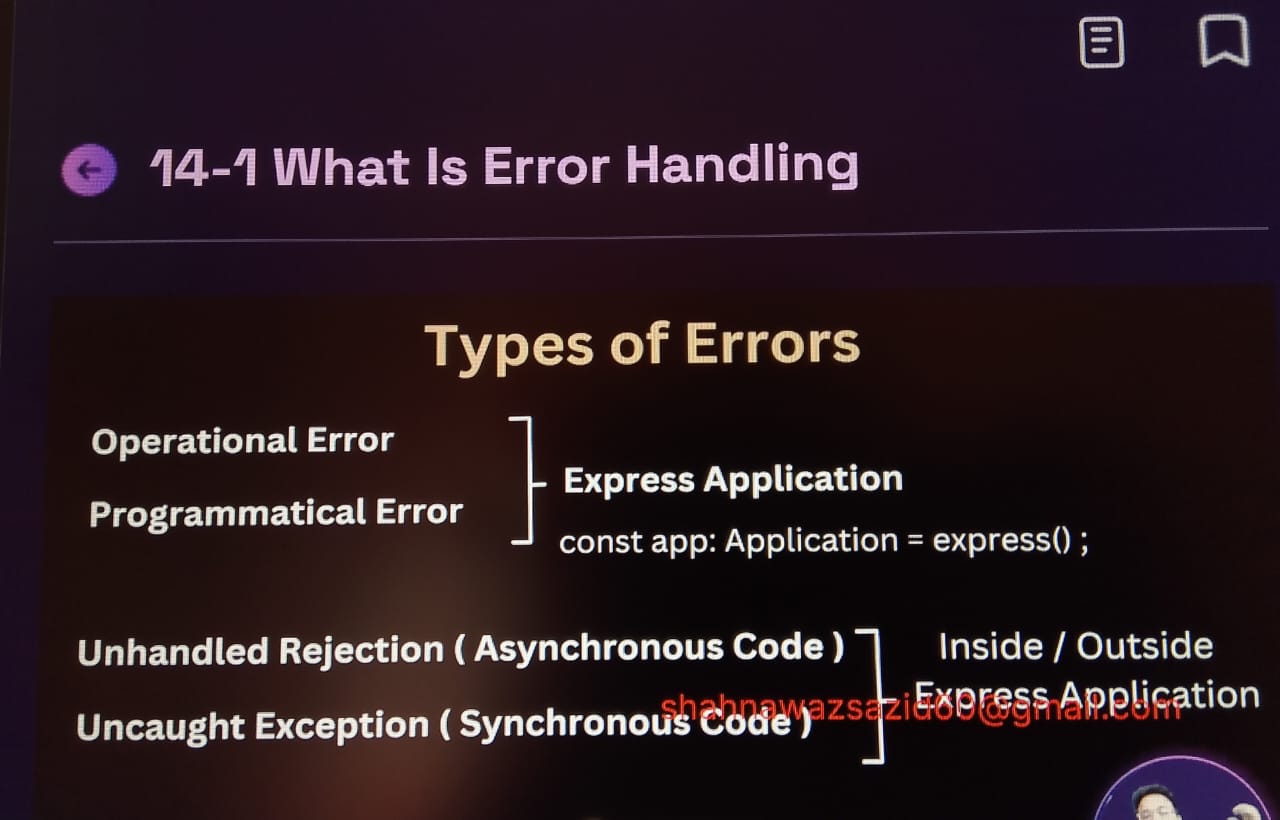 14-1 What Is Error Handling
Types of Errors
Operational Error
Programmatical Error
Express Application
const app: Application = express() ;
Unhandled Rejection ( Asynchronous Code )
Uncaught Exception ( Synchronous Code )
Inside / Outside
Express Application
shahnawazsazid60@gmail.com